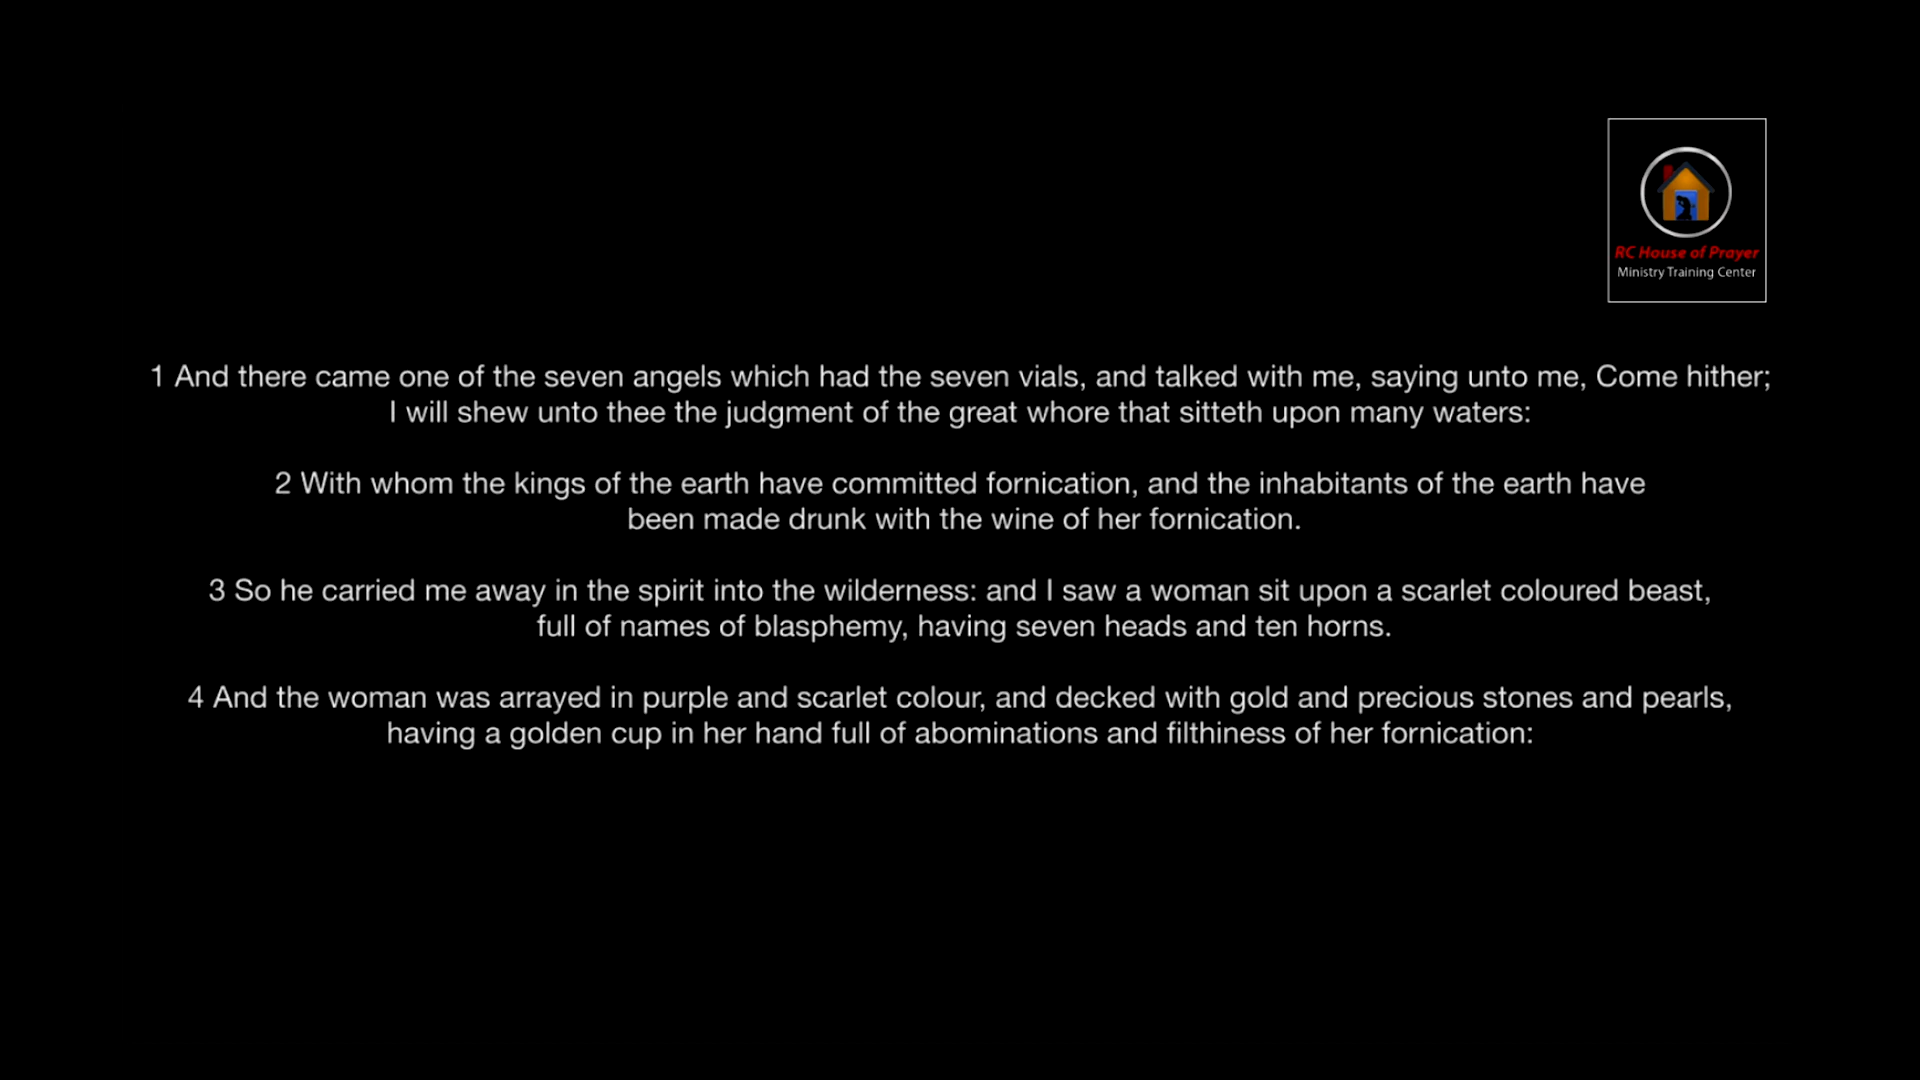 RC House of Prayer
Ministry Training Center
1 And there came one of the seven angels which had the seven vials, and talked with me, saying unto me, Come hither;
I will shew unto thee the judgment of the great whore that sitteth upon many waters:
2 With whom the kings of the earth have committed fornication, and the inhabitants of the earth have
been made drunk with the wine of her fornication.
3 So he carried me away in the spirit into the wilderness: and I saw a woman sit upon a scarlet coloured beast,
full of names of blasphemy, having seven heads and ten horns.
4 And the woman was arrayed in purple and scarlet colour, and decked with gold and precious stones and pearls,
having a golden cup in her hand full of abominations and filthiness of her fornication: